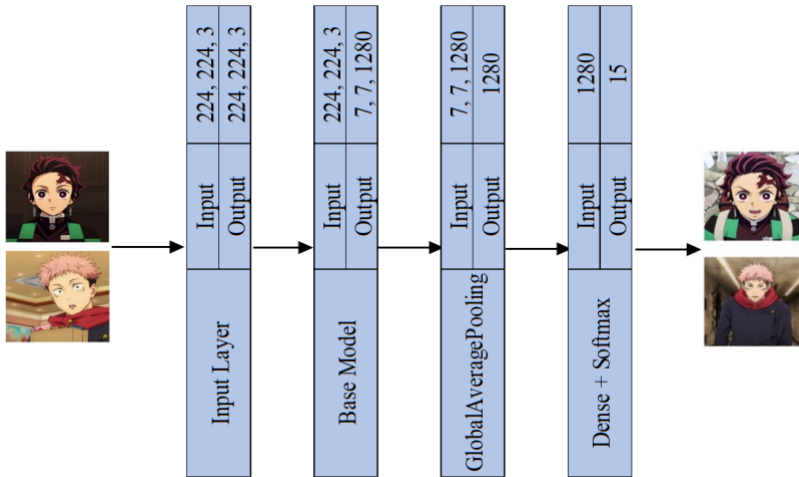 Input Layer
Input
224, 224, 3
Output
224, 224, 3
Base Model
Input
224, 224, 3
Output
7, 7, 1280
GlobalAveragePooling
Input
7, 7, 1280
Output
1280
Dense + Softmax
Input
1280
Output
15